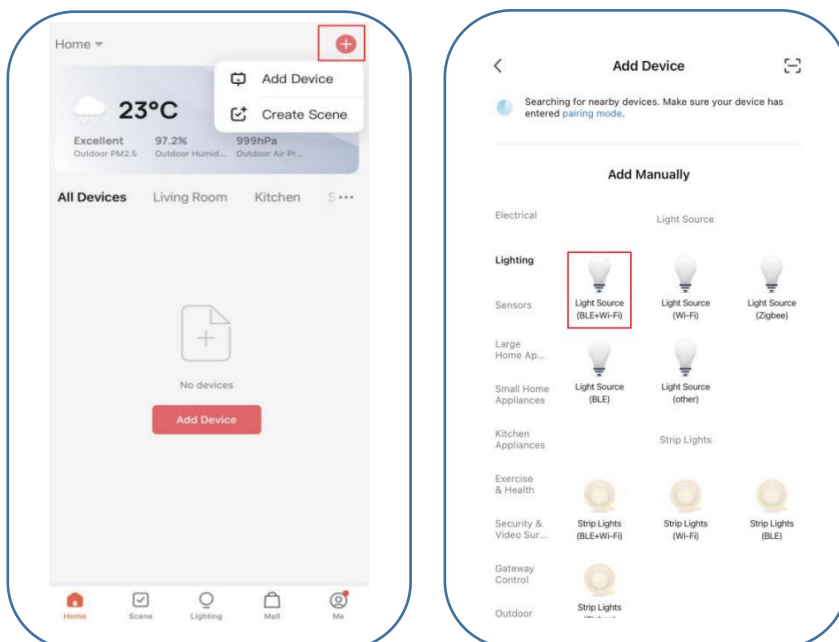 Home
Add Device
Create Scene
23°C
Excellent 97.2% 999hPa
Outdoor PM2.5 Outdoor Humid... Outdoor Air Pr...
All Devices Living Room Kitchen S...
No devices
Add Device
Home Scene Lighting Mall Me
Add Device
Searching for nearby devices. Make sure your device has
entered pairing mode.
Add Manually
Electrical
Light Source
Lighting
Sensors
Large
Home Ap...
Small Home
Appliances
Kitchen
Appliances
Exercise
& Health
Security &
Video Sur...
Gateway
Control
Outdoor
Light Source Light Source Light Source
(BLE+Wi-Fi) (Wi-Fi) (Zigbee)
Light Source Light Source
(BLE) (other)
Strip Lights
Strip Lights Strip Lights Strip Lights
(BLE+Wi-Fi) (Wi-Fi) (BLE)
Strip Lights